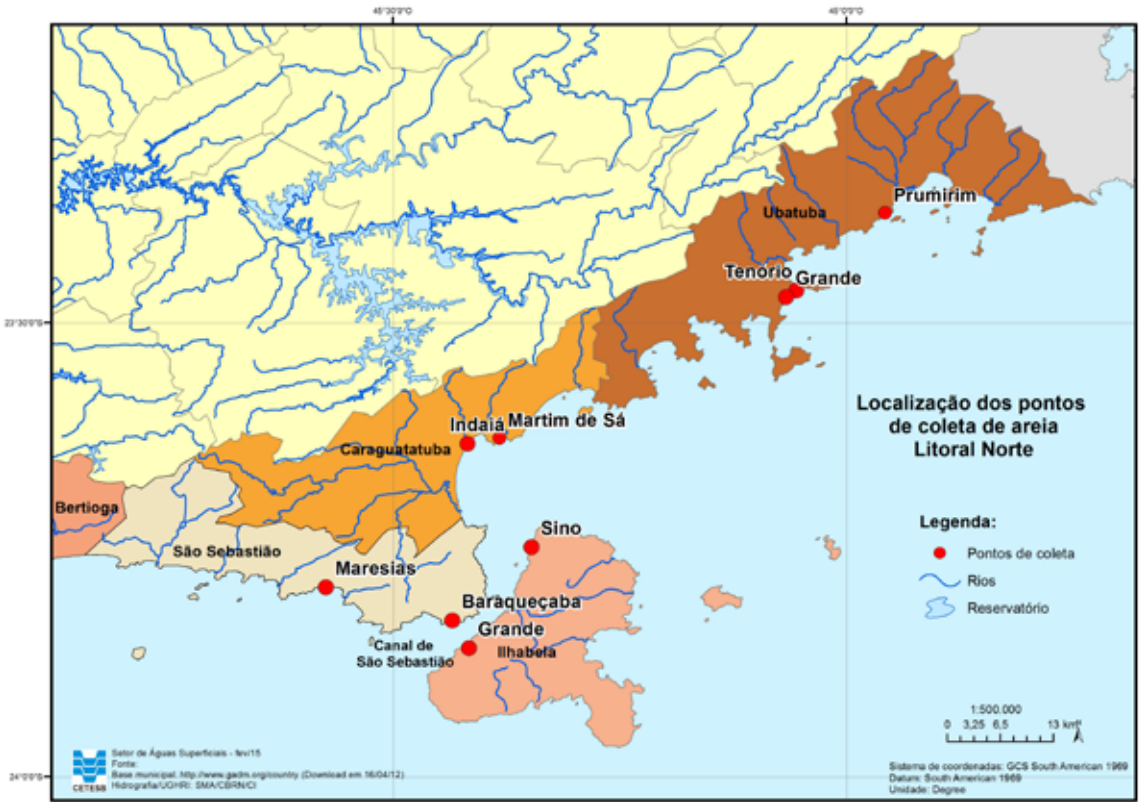 45°30'0"O
45°0'0"O
Prumirim
Ubatuba
Tenório
Grande
23°30'0"S
Localização dos pontos
de coleta de areia
Litoral Norte
Indaiá
Martim de Sá
Caraguatatuba
Bertioga
Legenda:
Sino
São Sebastião
Pontos de coleta
Maresias
Rios
Baraqueçaba
Reservatório
Grande
Canal de
São Sebastião
Ilhabela
1:500.000
0 3,25 6,5 13 km
Setor de Águas Superficiais - fev/15
Fonte:
Base municipal: http://www.gadm.org/country (Download em 16/04/12)
Hidrografia/UGHRI: SMA/CBRN/CI
CETESB
24°0'0"S
Sistema de coordenadas: GCS South American 1969
Datum: South American 1969
Unidade: Degree